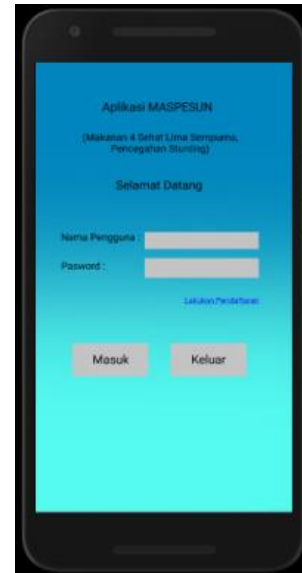 Aplikasi MASPESUN
(Makanan 4 Sehat Lima Sempurna,
Pencegahan Stunting)
Selamat Datang
Nama Pengguna :
Pasword :
Lakukan Pendaftaran
Masuk Keluar